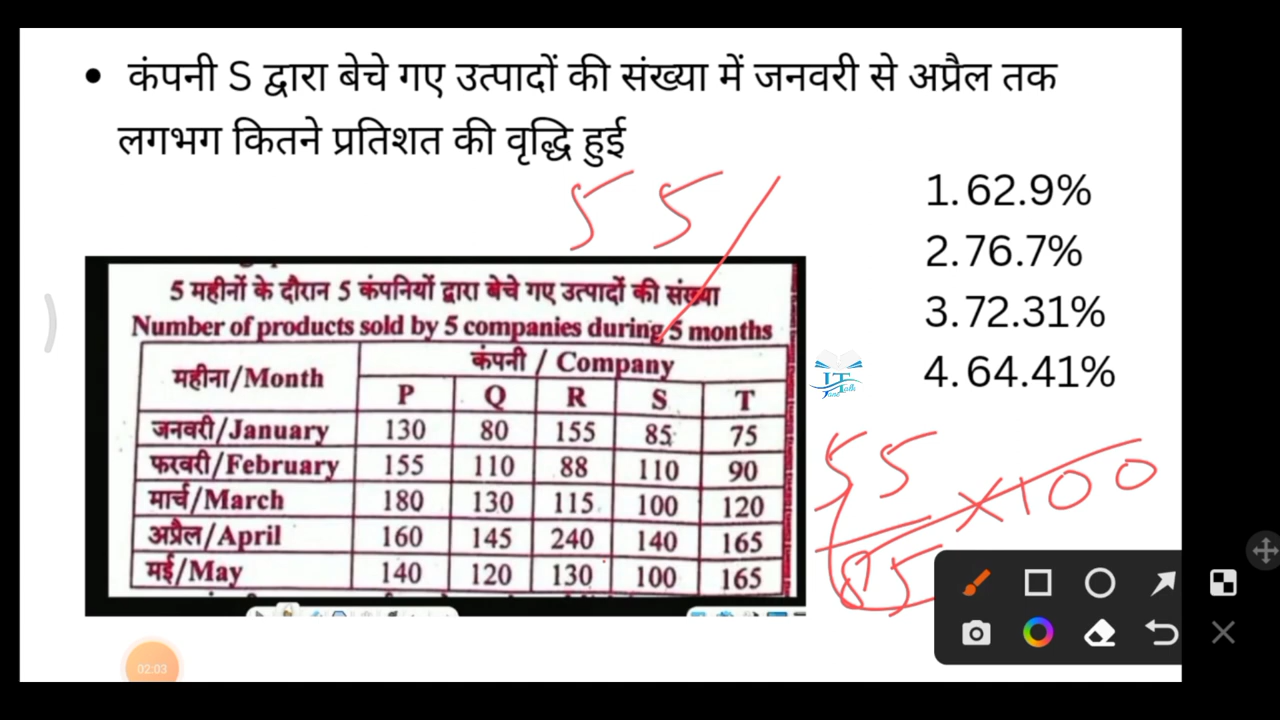 • कंपनी S द्वारा बेचे गए उत्पादों की संख्या में जनवरी से अप्रैल तक
लगभग कितने प्रतिशत की वृद्धि हुई
55
1.62.9%
2.76.7%
3.72.31%
4.64.41%
5 महीनों के दौरान 5 कंपनियों द्वारा बेचे गए उत्पादों की संख्या
Number of products sold by 5 companies during 5 months
महीना/Month कंपनी / Company
P Q R S T
जनवरी/January 130 80 155 85 75
फरवरी/February 155 110 88 110 90
मार्च/March 180 130 115 100 120
अप्रैल/April 160 145 240 140 165
मई/May 140 120 130 100 165
55
×100
85
02:03